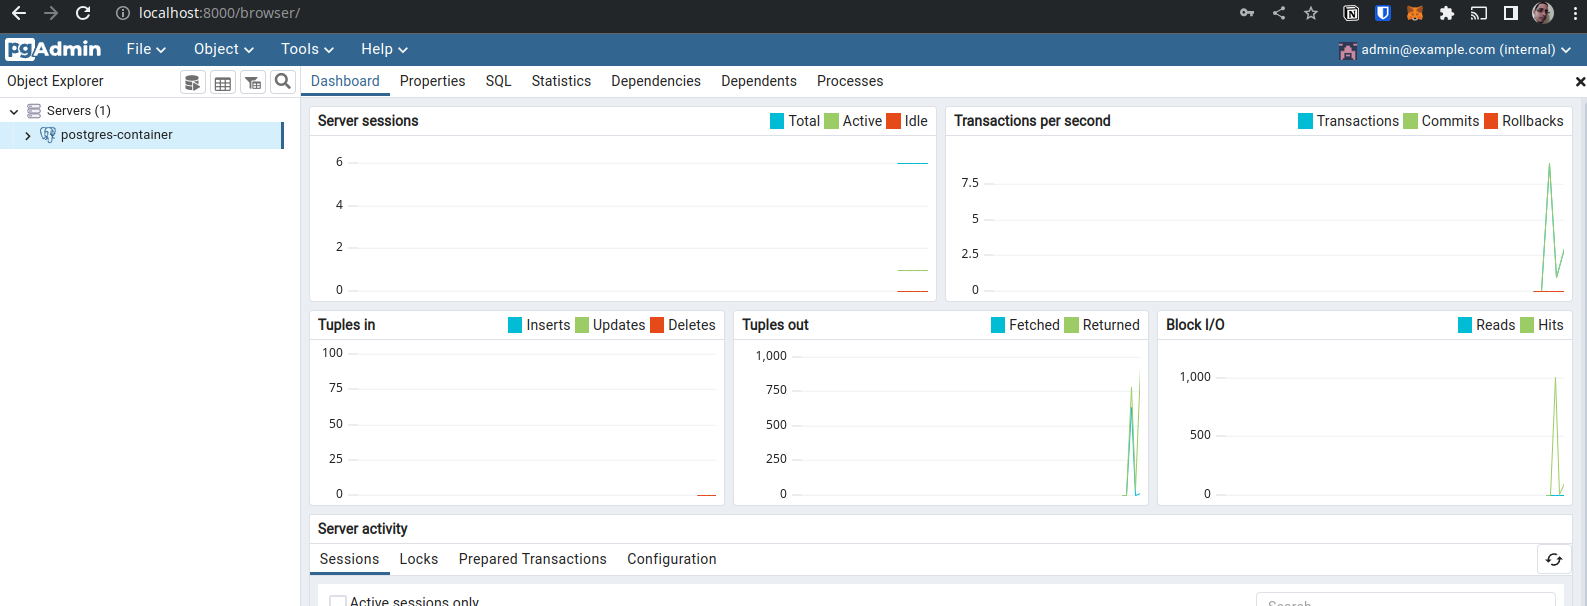 localhost:8000/browser/
pgAdmin File Object Tools Help admin@example.com (internal)
Object Explorer
Dashboard Properties SQL Statistics Dependencies Dependents Processes
Servers (1)
postgres-container
Server sessions Total Active Idle
6
4
2
0
Transactions per second Transactions Commits Rollbacks
7.5
5
2.5
0
Tuples in Inserts Updates Deletes
100
75
50
25
0
Tuples out Fetched Returned
1,000
750
500
250
0
Block I/O Reads Hits
1,000
500
0
Server activity
Sessions Locks Prepared Transactions Configuration
Active sessions only
Search